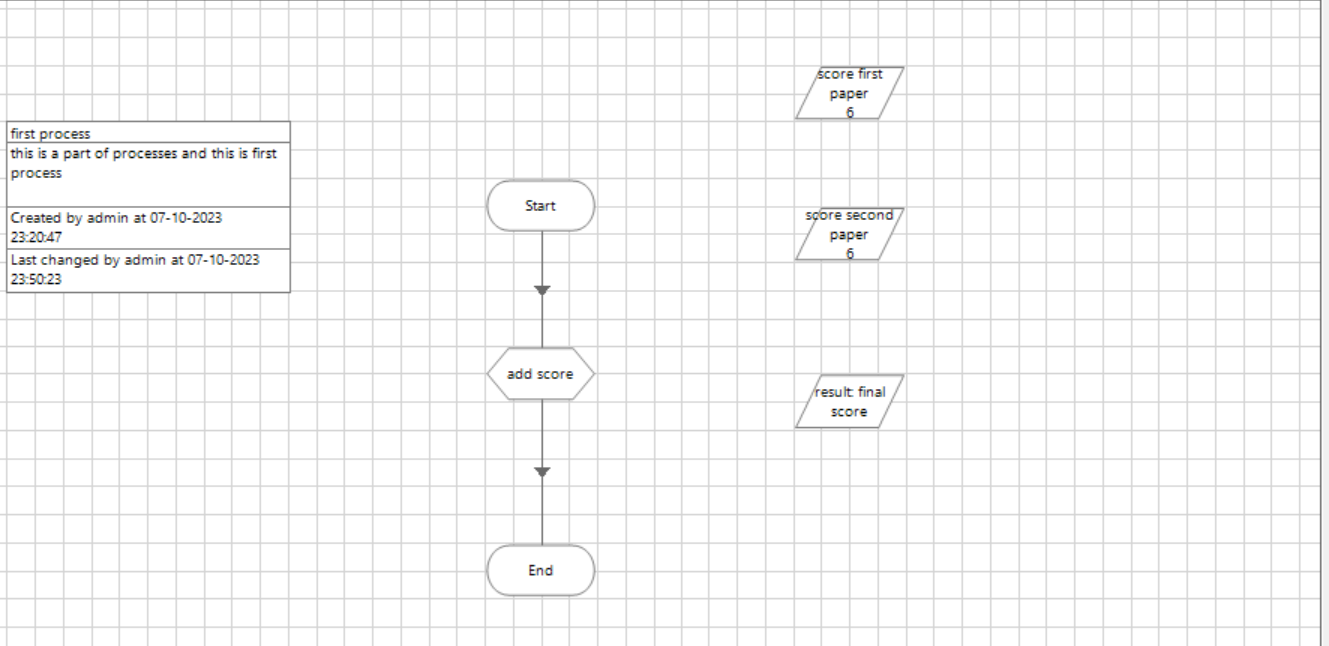 first process
this is a part of processes and this is first
process
Created by admin at 07-10-2023
23:20:47
Last changed by admin at 07-10-2023
23:50:23
Start
add score
End
score first
paper
6
score second
paper
6
result: final
score